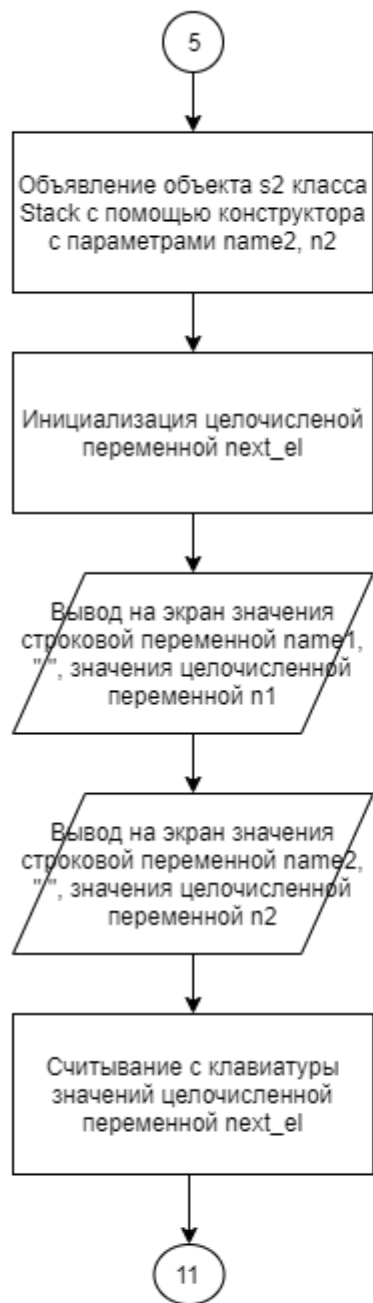 5
Объявление объекта s2 класса
Stack с помощью конструктора
с параметрами name2, n2
Инициализация целочисленой
переменной next_el
Вывод на экран значения
строковой переменной name1,
" ", значения целочисленной
переменной n1
Вывод на экран значения
строковой переменной name2,
" ", значения целочисленной
переменной n2
Считывание с клавиатуры
значений целочисленной
переменной next_el
11